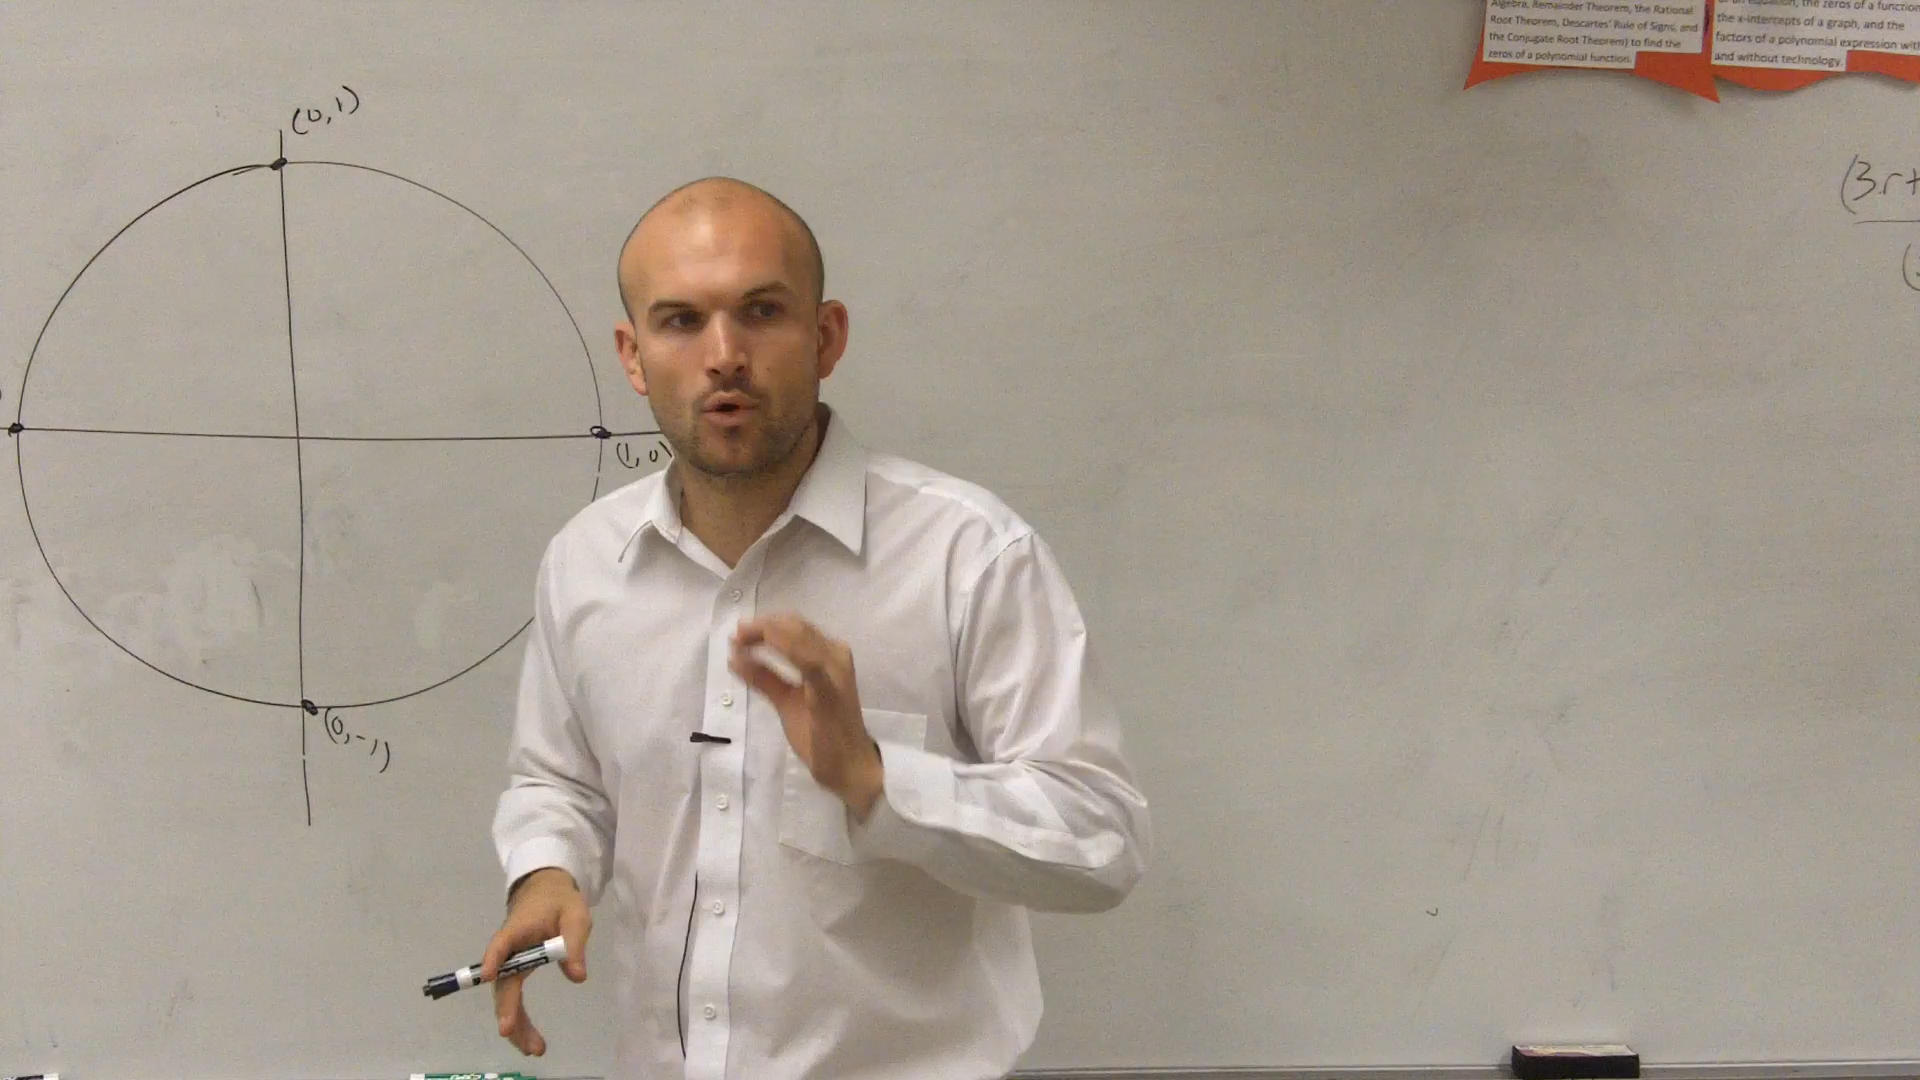 Algebra, Remainder Theorem, the Rational
Root Theorem, Descartes' Rule of Signs, and
the Conjugate Root Theorem) to find the
zeros of a polynomial function.
equation, the zeros of a function
the x-intercepts of a graph, and the
factors of a polynomial expression with
and without technology.
(0,1)
(1,0)
(0,-1)
(3.r+